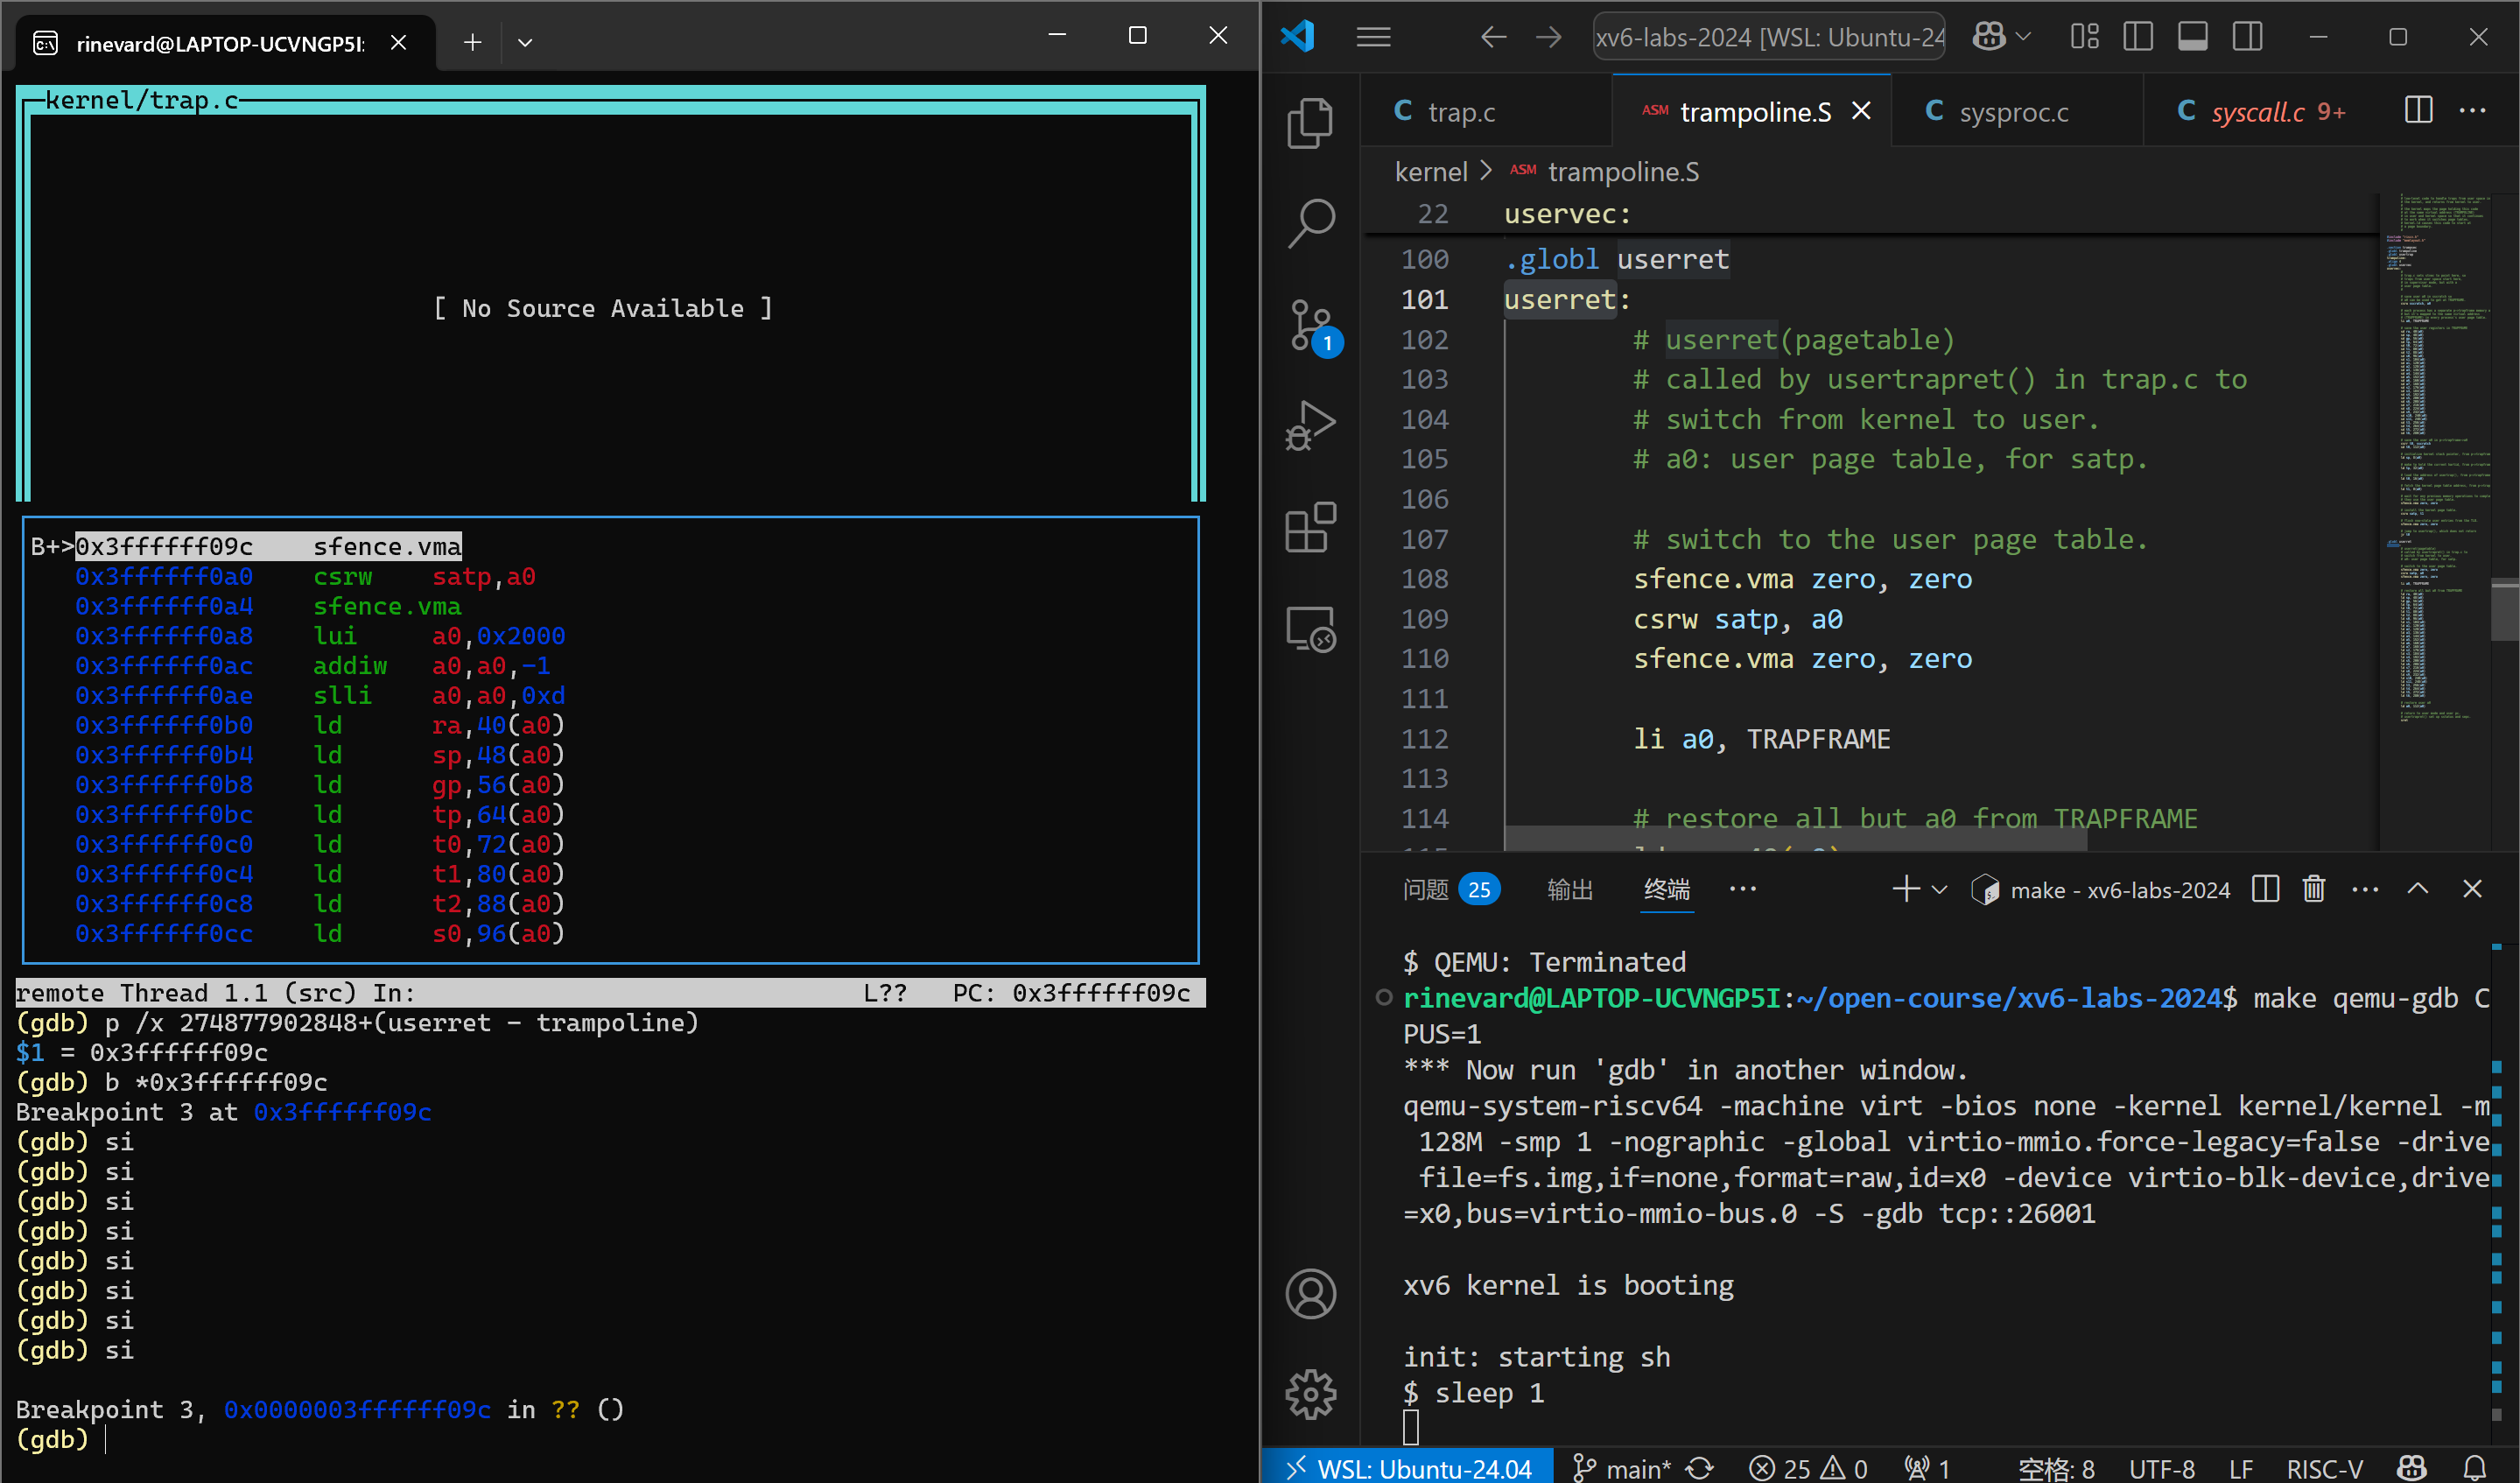 rinevard@LAPTOP-UCVNGP5I:
kernel/trap.c
[ No Source Available ]
B+>0x3ffffff09c sfence.vma
0x3ffffff0a0 csrw satp,a0
0x3ffffff0a4 sfence.vma
0x3ffffff0a8 lui a0,0x2000
0x3ffffff0ac addiw a0,a0,-1
0x3ffffff0ae slli a0,a0,0xd
0x3ffffff0b0 ld ra,40(a0)
0x3ffffff0b4 ld sp,48(a0)
0x3ffffff0b8 ld gp,56(a0)
0x3ffffff0bc ld tp,64(a0)
0x3ffffff0c0 ld t0,72(a0)
0x3ffffff0c4 ld t1,80(a0)
0x3ffffff0c8 ld t2,88(a0)
0x3ffffff0cc ld s0,96(a0)
remote Thread 1.1 (src) In: L?? PC: 0x3ffffff09c
(gdb) p /x 274877902848+(userret - trampoline)
$1 = 0x3ffffff09c
(gdb) b *0x3ffffff09c
Breakpoint 3 at 0x3ffffff09c
(gdb) si
(gdb) si
(gdb) si
(gdb) si
(gdb) si
(gdb) si
(gdb) si
(gdb) si
Breakpoint 3, 0x0000003ffffff09c in ?? ()
(gdb)
xv6-labs-2024 [WSL: Ubuntu-24
C trap.c
ASM trampoline.S
C sysproc.c
C syscall.c 9+
kernel > ASM trampoline.S
1
22 uservec:
100 .globl userret
101 userret:
102 # userret(pagetable)
103 # called by usertrapret() in trap.c to
104 # switch from kernel to user.
105 # a0: user page table, for satp.
106
107 # switch to the user page table.
108 sfence.vma zero, zero
109 csrw satp, a0
110 sfence.vma zero, zero
111
112 li a0, TRAPFRAME
113
114 # restore all but a0 from TRAPFRAME
问题 25 输出 终端 make - xv6-labs-2024
$ QEMU: Terminated
rinevard@LAPTOP-UCVNGP5I:~/open-course/xv6-labs-2024$ make qemu-gdb C
PUS=1
*** Now run 'gdb' in another window.
qemu-system-riscv64 -machine virt -bios none -kernel kernel/kernel -m
128M -smp 1 -nographic -global virtio-mmio.force-legacy=false -drive
file=fs.img,if=none,format=raw,id=x0 -device virtio-blk-device,drive
=x0,bus=virtio-mmio-bus.0 -S -gdb tcp::26001
xv6 kernel is booting
init: starting sh
$ sleep 1
WSL: Ubuntu-24.04 main* 25 0 1 空格: 8 UTF-8 LF RISC-V